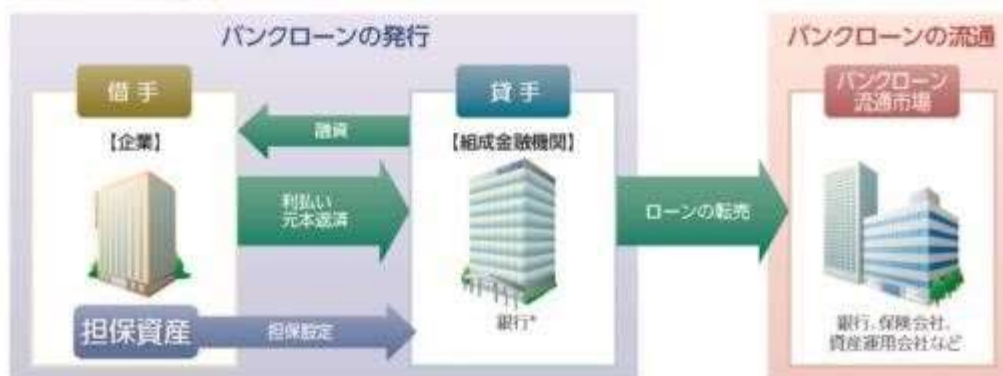 バンクローンの発行
借手
【企業】
融資
利払い
元本返済
担保資産
担保設定
貸手
【組成金融機関】
銀行*
ローンの転売
バンクローンの流通
バンクローン
流通市場
銀行、保険会社、
資産運用会社など